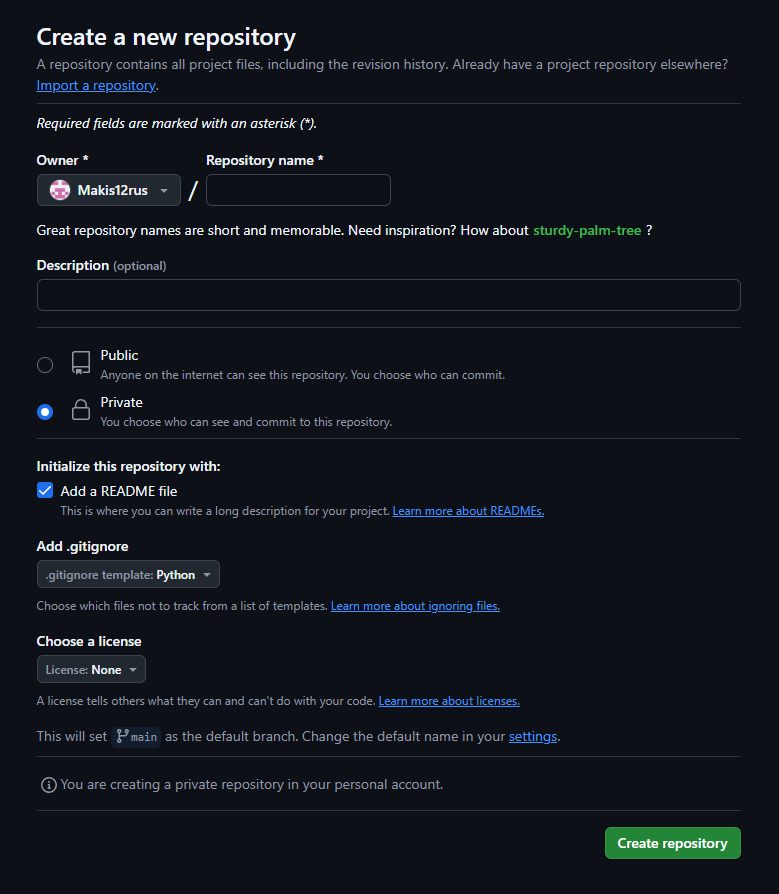 Create a new repository
A repository contains all project files, including the revision history. Already have a project repository elsewhere?
Import a repository.
Required fields are marked with an asterisk (*).
Owner * Repository name *
Makis12rus /
Great repository names are short and memorable. Need inspiration? How about sturdy-palm-tree ?
Description (optional)
Public
Anyone on the internet can see this repository. You choose who can commit.
Private
You choose who can see and commit to this repository.
Initialize this repository with:
Add a README file
This is where you can write a long description for your project. Learn more about READMEs.
Add .gitignore
.gitignore template: Python
Choose which files not to track from a list of templates. Learn more about ignoring files.
Choose a license
License: None
A license tells others what they can and can't do with your code. Learn more about licenses.
This will set main as the default branch. Change the default name in your settings.
You are creating a private repository in your personal account.
Create repository